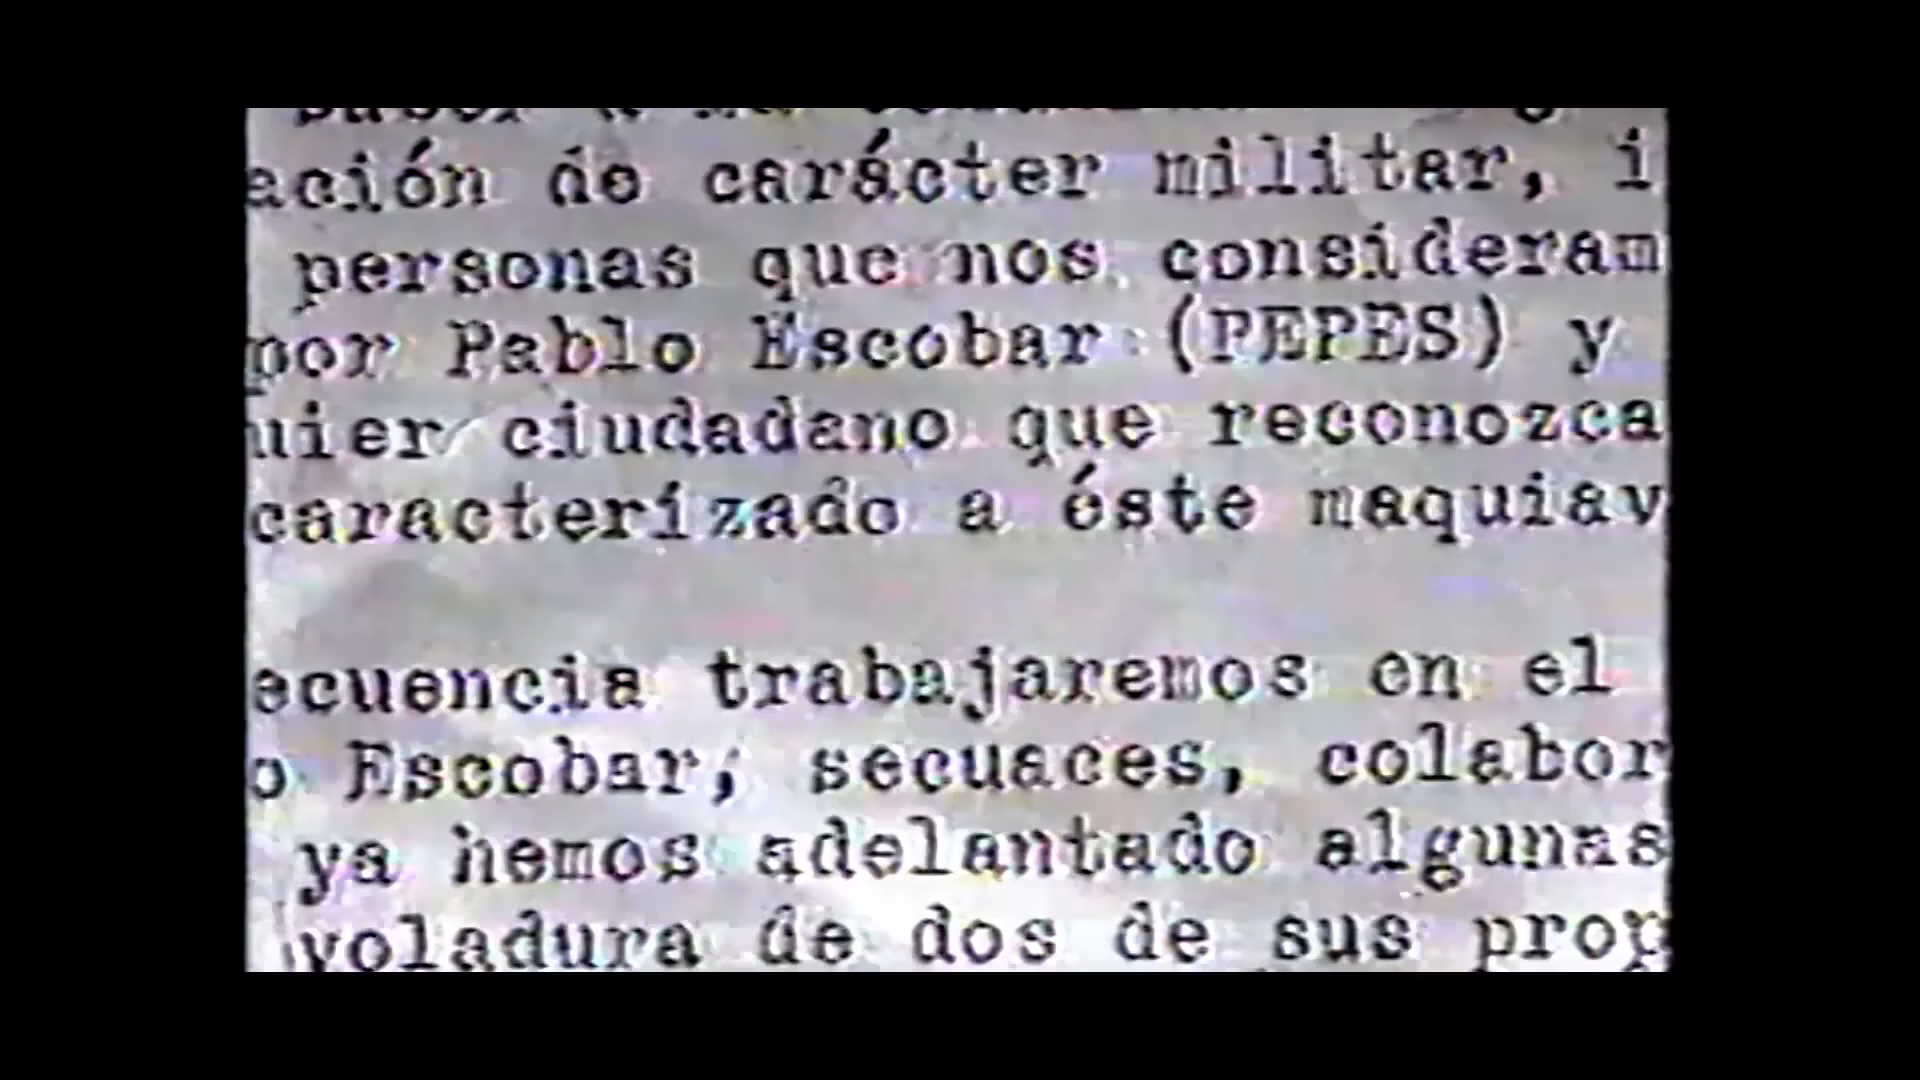 ación de carácter militar, i
personas que nos consideram
por Pablo Escobar (PEPES) y
uier ciudadano que reconozca
caracterizado a éste maquiav
ecuencia trabajaremos en el
o Escobar, secuaces, colabor
ya hemos adelantado algunas
voladura de dos de sus prop